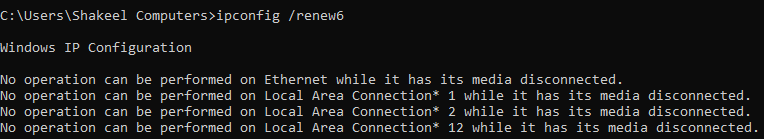 C:\Users\Shakeel Computers>ipconfig /renew6
Windows IP Configuration
No operation can be performed on Ethernet while it has its media disconnected.
No operation can be performed on Local Area Connection* 1 while it has its media disconnected.
No operation can be performed on Local Area Connection* 2 while it has its media disconnected.
No operation can be performed on Local Area Connection* 12 while it has its media disconnected.